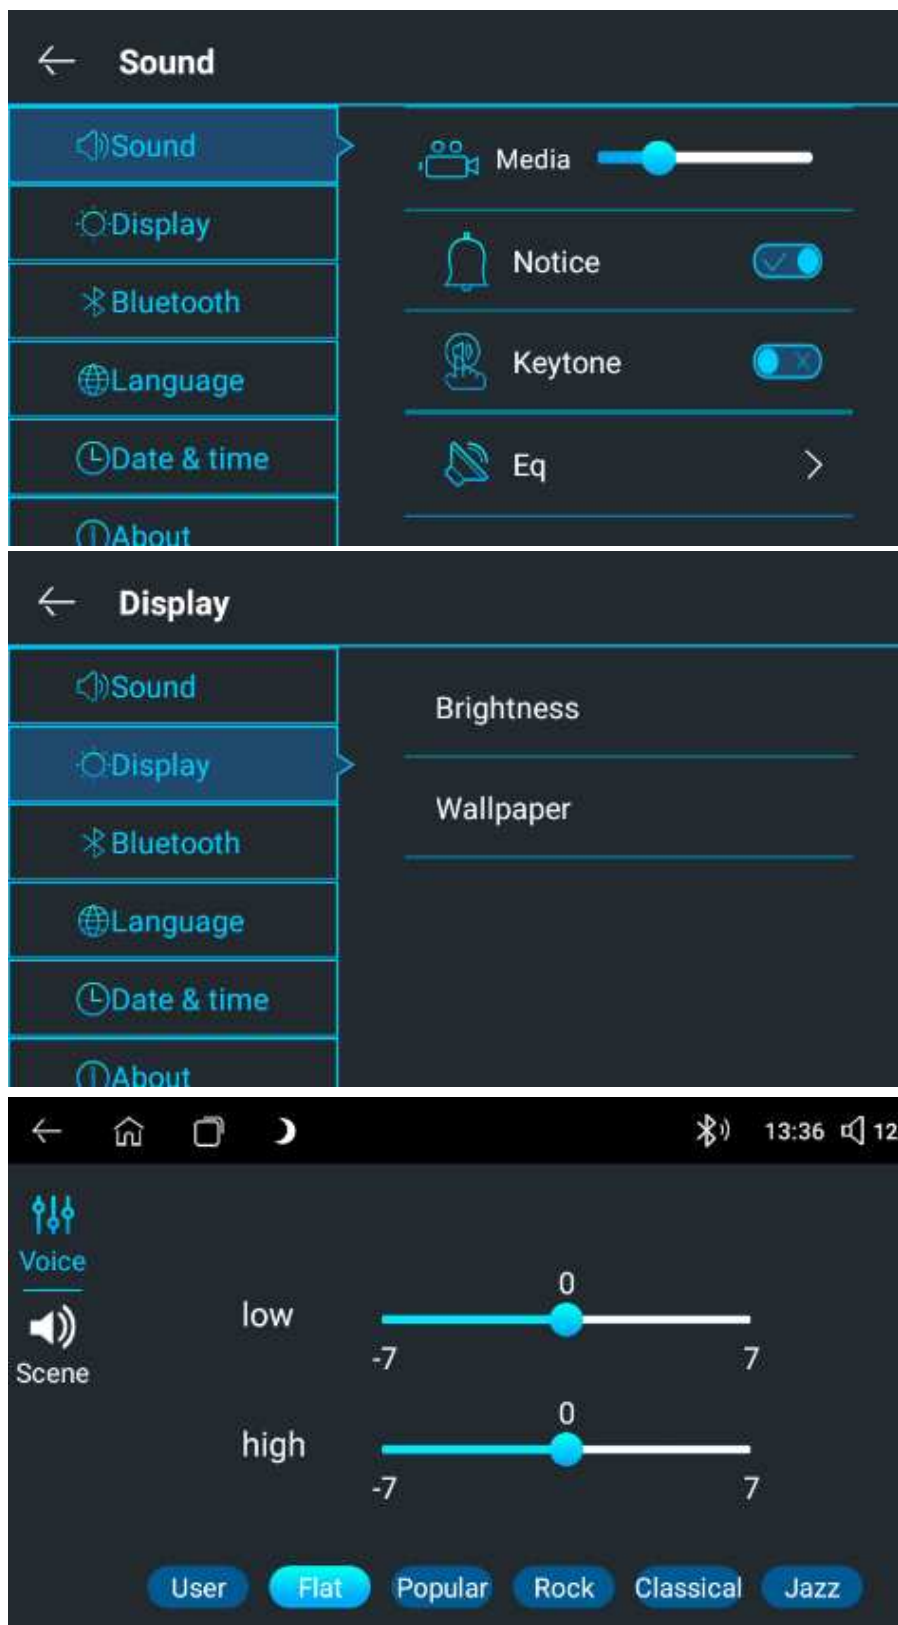 Sound
Sound
Media
Display
Notice
Bluetooth
Language
Keytone
Date & time
Eq
About
Display
Sound
Brightness
Display
Wallpaper
Bluetooth
Language
Date & time
About
13:36 12
Voice
0
low
-7 7
Scene
0
high
-7 7
User Flat Popular Rock Classical Jazz